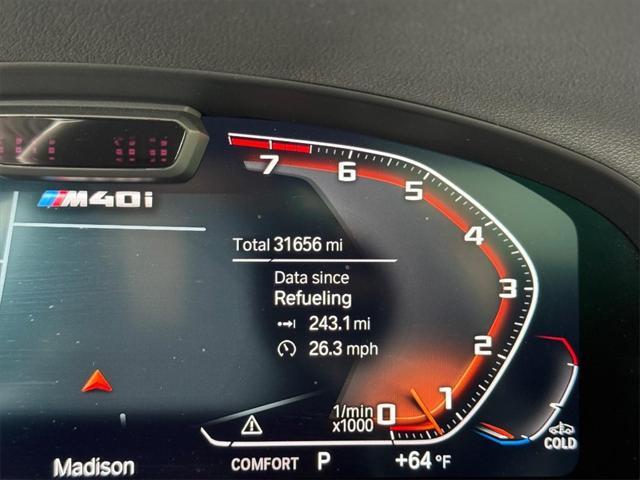 M40i
7
6
5
4
3
2
1
0
Total 31656 mi
Data since
Refueling
243.1 mi
26.3 mph
1/min
x1000
COLD
Madison
COMFORT P +64 °F